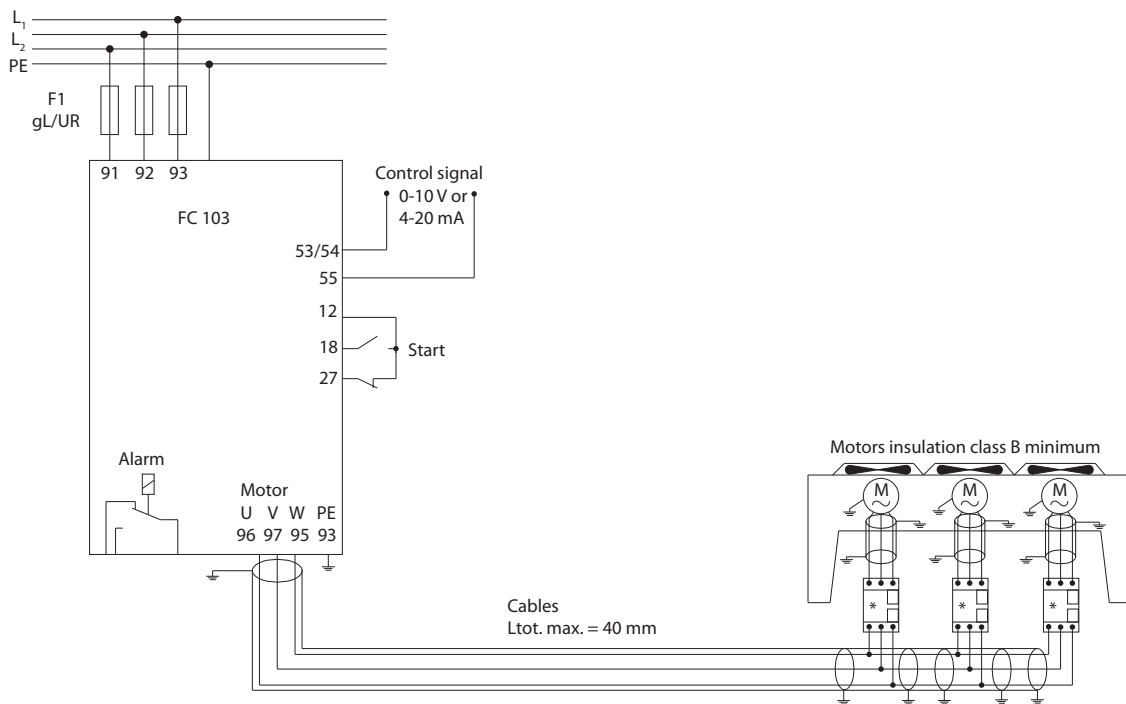 L1
L2
PE
F1
gL/UR
91 92 93
FC 103
Control signal
0-10 V or
4-20 mA
53/54
55
12
18
27
Start
Alarm
Motor
U V W PE
96 97 95 93
Motors insulation class B minimum
M M M
* * *
Cables
Ltot. max. = 40 mm